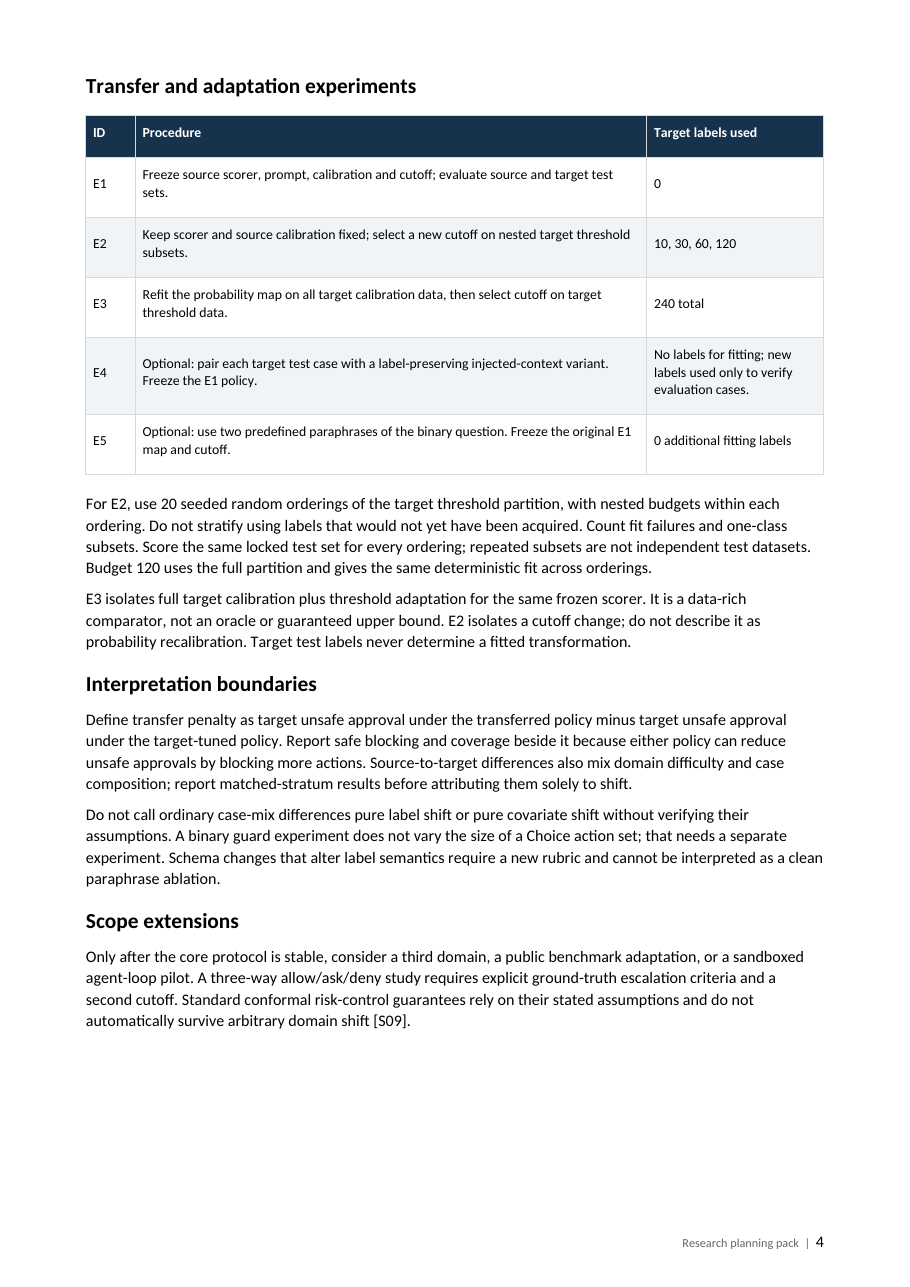 Transfer and adaptation experiments
ID Procedure Target labels used
E1 Freeze source scorer, prompt, calibration and cutoff; evaluate source and target test
sets.
0
E2 Keep scorer and source calibration fixed; select a new cutoff on nested target threshold
subsets.
10, 30, 60, 120
E3 Refit the probability map on all target calibration data, then select cutoff on target
threshold data.
240 total
E4 Optional: pair each target test case with a label-preserving injected-context variant.
Freeze the E1 policy.
No labels for fitting; new
labels used only to verify
evaluation cases.
E5 Optional: use two predefined paraphrases of the binary question. Freeze the original E1
map and cutoff.
0 additional fitting labels
For E2, use 20 seeded random orderings of the target threshold partition, with nested budgets within each
ordering. Do not stratify using labels that would not yet have been acquired. Count fit failures and one-class
subsets. Score the same locked test set for every ordering; repeated subsets are not independent test datasets.
Budget 120 uses the full partition and gives the same deterministic fit across orderings.
E3 isolates full target calibration plus threshold adaptation for the same frozen scorer. It is a data-rich
comparator, not an oracle or guaranteed upper bound. E2 isolates a cutoff change; do not describe it as
probability recalibration. Target test labels never determine a fitted transformation.
Interpretation boundaries
Define transfer penalty as target unsafe approval under the transferred policy minus target unsafe approval
under the target-tuned policy. Report safe blocking and coverage beside it because either policy can reduce
unsafe approvals by blocking more actions. Source-to-target differences also mix domain difficulty and case
composition; report matched-stratum results before attributing them solely to shift.
Do not call ordinary case-mix differences pure label shift or pure covariate shift without verifying their
assumptions. A binary guard experiment does not vary the size of a Choice action set; that needs a separate
experiment. Schema changes that alter label semantics require a new rubric and cannot be interpreted as a clean
paraphrase ablation.
Scope extensions
Only after the core protocol is stable, consider a third domain, a public benchmark adaptation, or a sandboxed
agent-loop pilot. A three-way allow/ask/deny study requires explicit ground-truth escalation criteria and a
second cutoff. Standard conformal risk-control guarantees rely on their stated assumptions and do not
automatically survive arbitrary domain shift [S09].
Research planning pack | 4